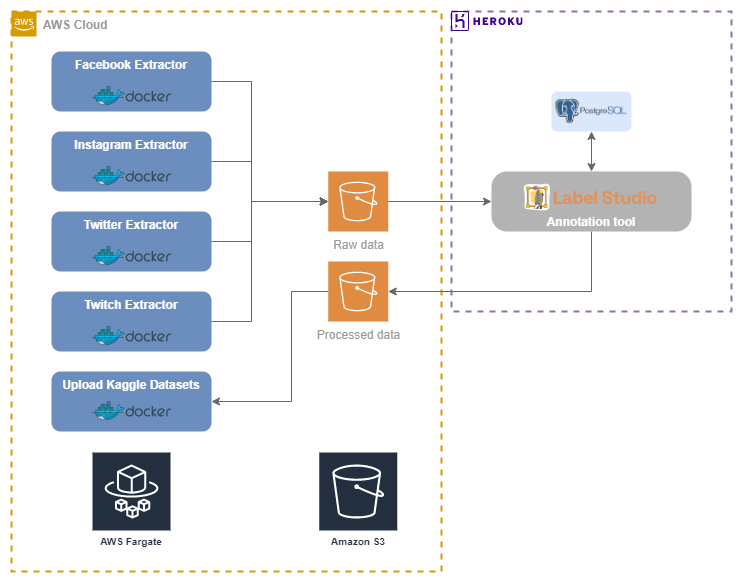 aws
AWS Cloud
HEROKU
Facebook Extractor
docker
Instagram Extractor
docker
Twitter Extractor
docker
Twitch Extractor
docker
Upload Kaggle Datasets
docker
Raw data
Processed data
PostgreSQL
Label Studio
Annotation tool
AWS Fargate
Amazon S3